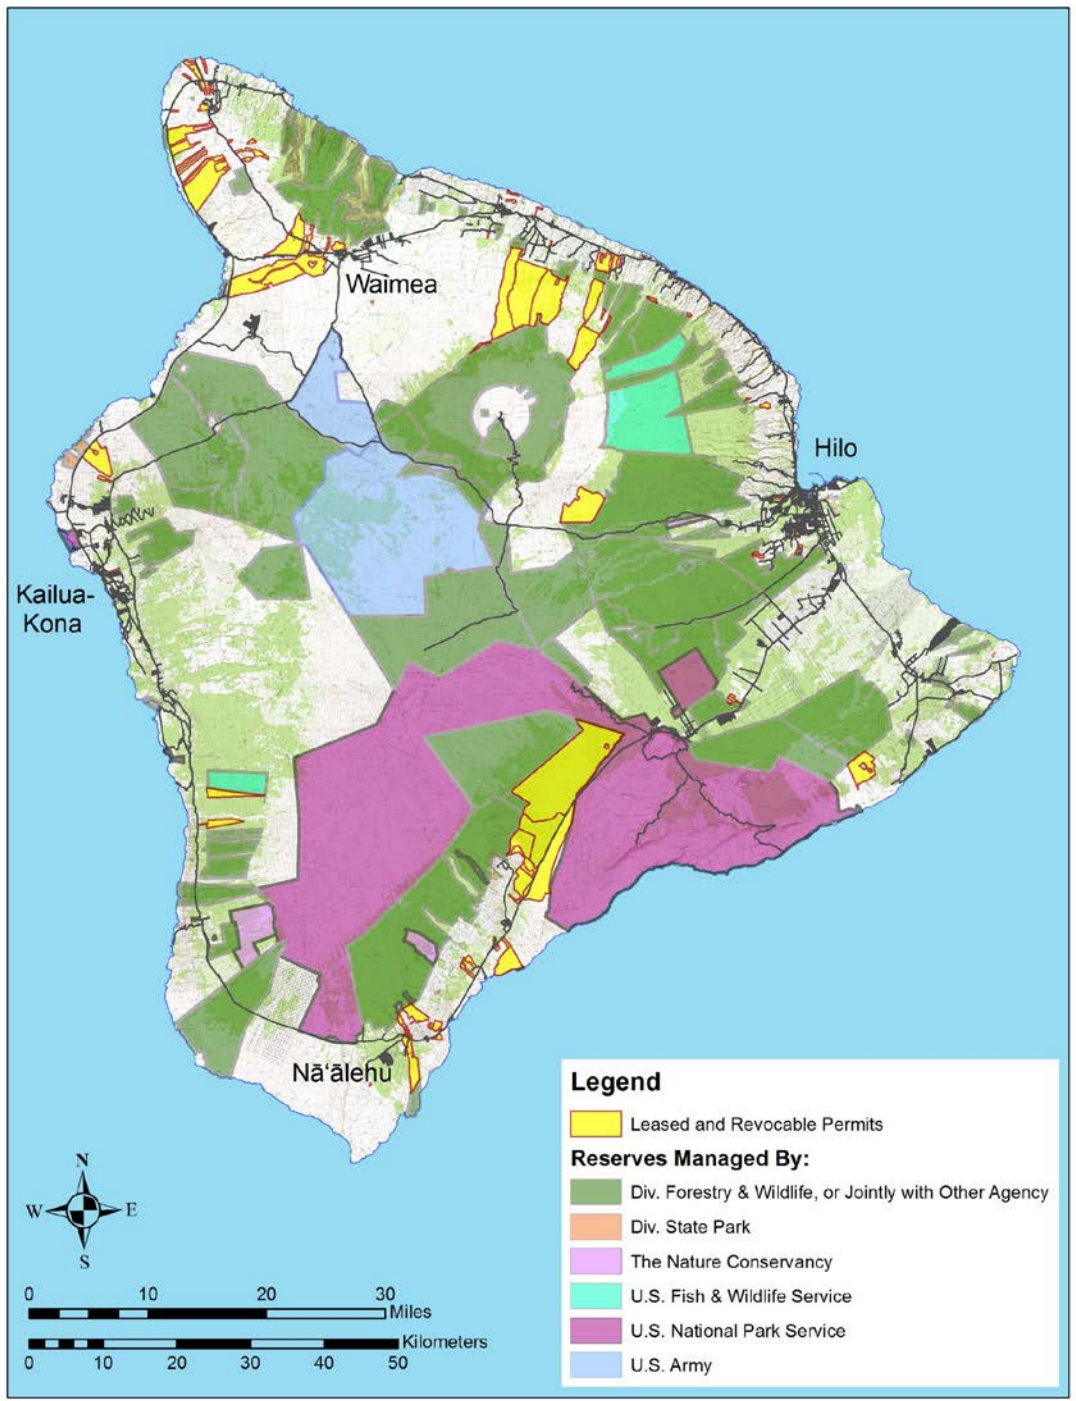 Waimea
Hilo
Kailua-
Kona
Nā‘ālehu
Legend
Leased and Revocable Permits
Reserves Managed By:
Div. Forestry & Wildlife, or Jointly with Other Agency
Div. State Park
The Nature Conservancy
U.S. Fish & Wildlife Service
U.S. National Park Service
U.S. Army
N
W E
S
0 10 20 30
Miles
Kilometers
0 10 20 30 40 50